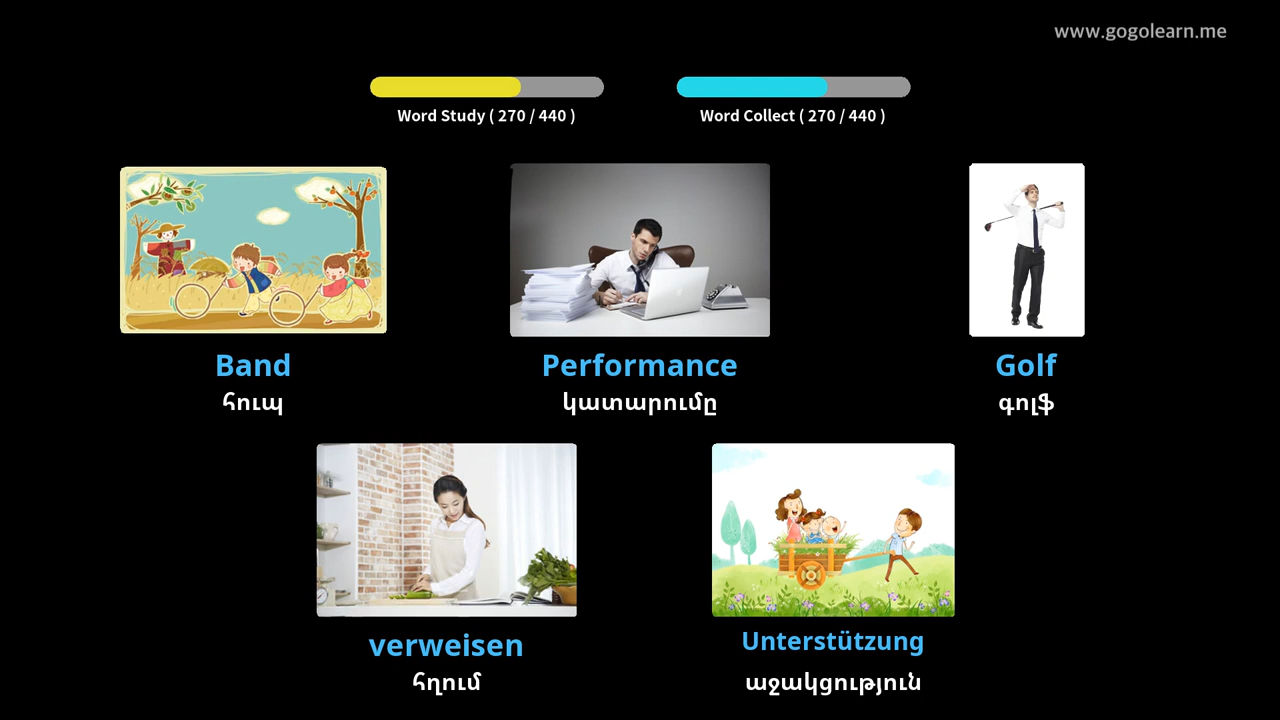 www.gogolearn.me
Word Study ( 270 / 440 )
Word Collect ( 270 / 440 )
Band
հուպ
Performance
կատարումը
Golf
գոլֆ
verweisen
հղում
Unterstützung
աջակցություն